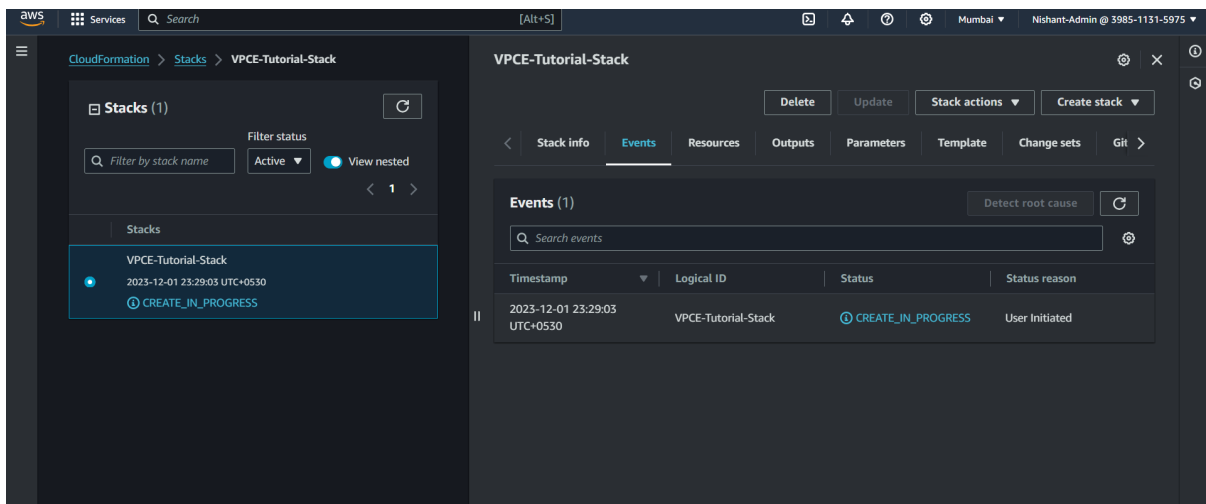 aws
Services
Search
[Alt+S]
Mumbai
Nishant-Admin @ 3985-1131-5975
CloudFormation > Stacks > VPCE-Tutorial-Stack
Stacks (1)
Filter status
Filter by stack name
Active
View nested
1
Stacks
VPCE-Tutorial-Stack
2023-12-01 23:29:03 UTC+0530
CREATE_IN_PROGRESS
VPCE-Tutorial-Stack
Delete
Update
Stack actions
Create stack
Stack info
Events
Resources
Outputs
Parameters
Template
Change sets
Git
Events (1)
Detect root cause
Search events
Timestamp
Logical ID
Status
Status reason
2023-12-01 23:29:03
UTC+0530
VPCE-Tutorial-Stack
CREATE_IN_PROGRESS
User Initiated